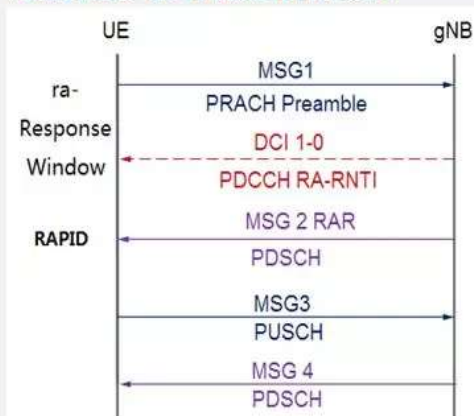 UE
gNB
MSG1
ra-
PRACH Preamble
Response
DCI 1-0
Window
PDCCH RA-RNTI
MSG 2 RAR
RAPID
PDSCH
MSG3
PUSCH
MSG 4
PDSCH